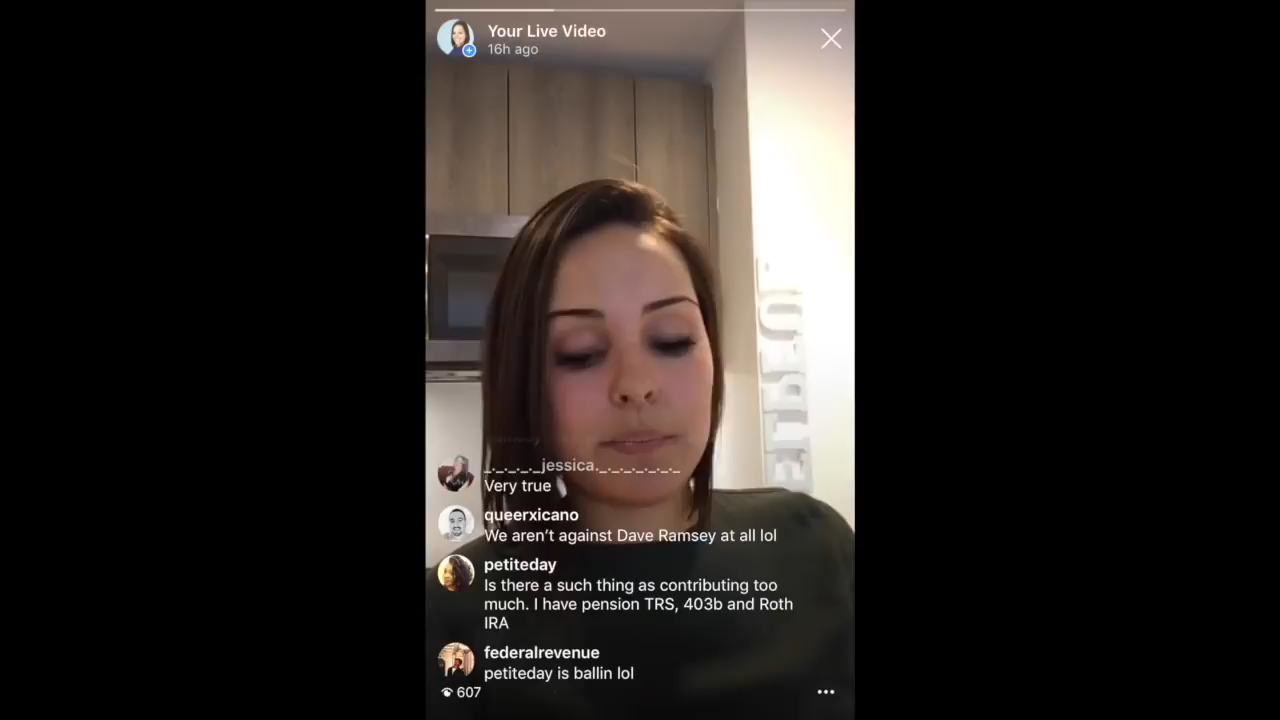 Your Live Video
16h ago
_._._._._jessica._._._._._._._
Very true
queerxicano
We aren’t against Dave Ramsey at all lol
petiteday
Is there a such thing as contributing too
much. I have pension TRS, 403b and Roth
IRA
federalrevenue
petiteday is ballin lol
607